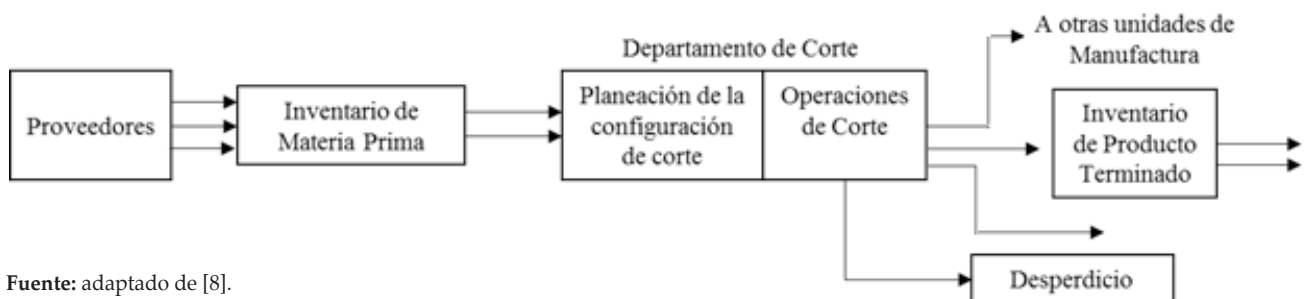 A otras unidades de
Manufactura
Departamento de Corte
Proveedores
Inventario de
Materia Prima
Planeación de la
configuración
de corte
Operaciones
de Corte
Inventario
de Producto
Terminado
Desperdicio
Fuente: adaptado de [8].